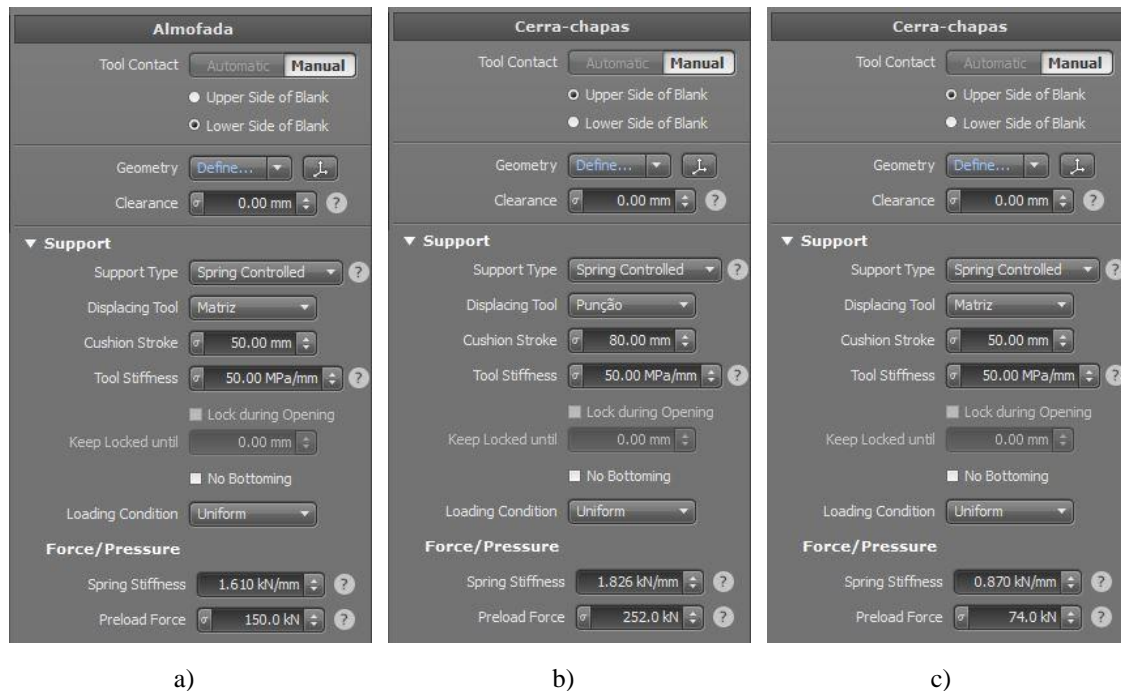 Almofada
Tool Contact Automatic Manual
Upper Side of Blank
Lower Side of Blank
Geometry Define...
Clearance σ 0.00 mm ?
▼ Support
Support Type Spring Controlled ?
Displacing Tool Matriz
Cushion Stroke σ 50.00 mm
Tool Stiffness σ 50.00 MPa/mm ?
Lock during Opening
Keep Locked until 0.00 mm
No Bottoming
Loading Condition Uniform
Force/Pressure
Spring Stiffness 1.610 kN/mm ?
Preload Force σ 150.0 kN ?
a)
Cerra-chapas
Tool Contact Automatic Manual
Upper Side of Blank
Lower Side of Blank
Geometry Define...
Clearance σ 0.00 mm ?
▼ Support
Support Type Spring Controlled ?
Displacing Tool Punção
Cushion Stroke σ 80.00 mm
Tool Stiffness σ 50.00 MPa/mm ?
Lock during Opening
Keep Locked until 0.00 mm
No Bottoming
Loading Condition Uniform
Force/Pressure
Spring Stiffness 1.826 kN/mm ?
Preload Force σ 252.0 kN ?
b)
Cerra-chapas
Tool Contact Automatic Manual
Upper Side of Blank
Lower Side of Blank
Geometry Define...
Clearance σ 0.00 mm ?
▼ Support
Support Type Spring Controlled ?
Displacing Tool Matriz
Cushion Stroke σ 50.00 mm
Tool Stiffness σ 50.00 MPa/mm ?
Lock during Opening
Keep Locked until 0.00 mm
No Bottoming
Loading Condition Uniform
Force/Pressure
Spring Stiffness 0.870 kN/mm ?
Preload Force σ 74.0 kN ?
c)